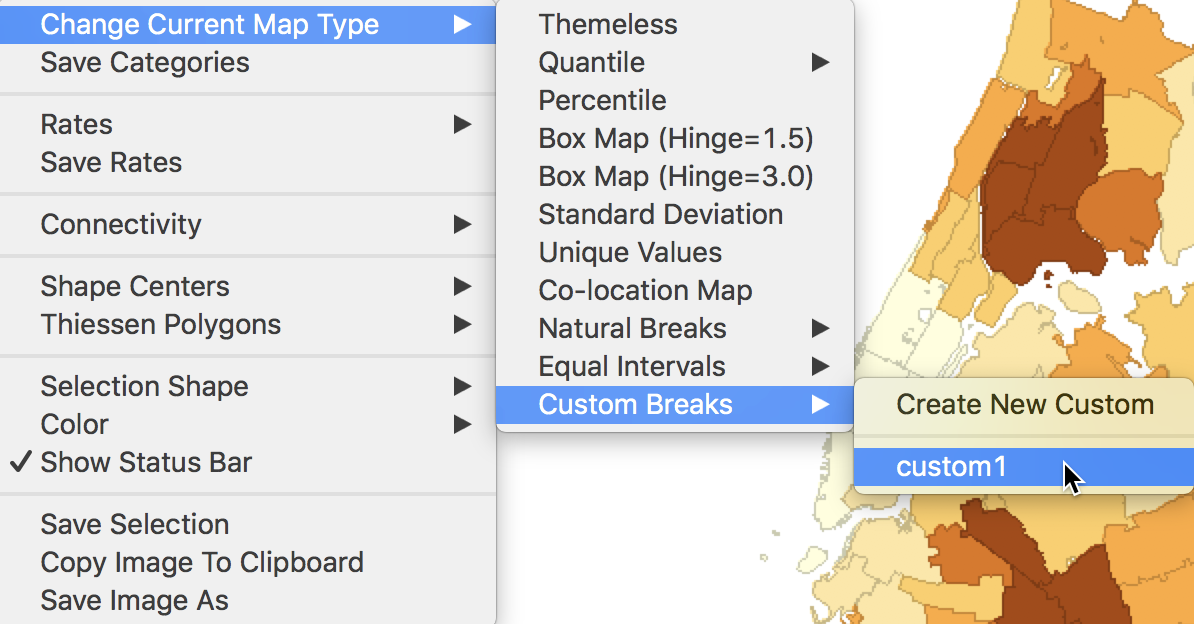 Change Current Map Type
Save Categories
Rates
Save Rates
Connectivity
Shape Centers
Thiessen Polygons
Selection Shape
Color
Show Status Bar
Save Selection
Copy Image To Clipboard
Save Image As
Themeless
Quantile
Percentile
Box Map (Hinge=1.5)
Box Map (Hinge=3.0)
Standard Deviation
Unique Values
Co-location Map
Natural Breaks
Equal Intervals
Custom Breaks
Create New Custom
custom1